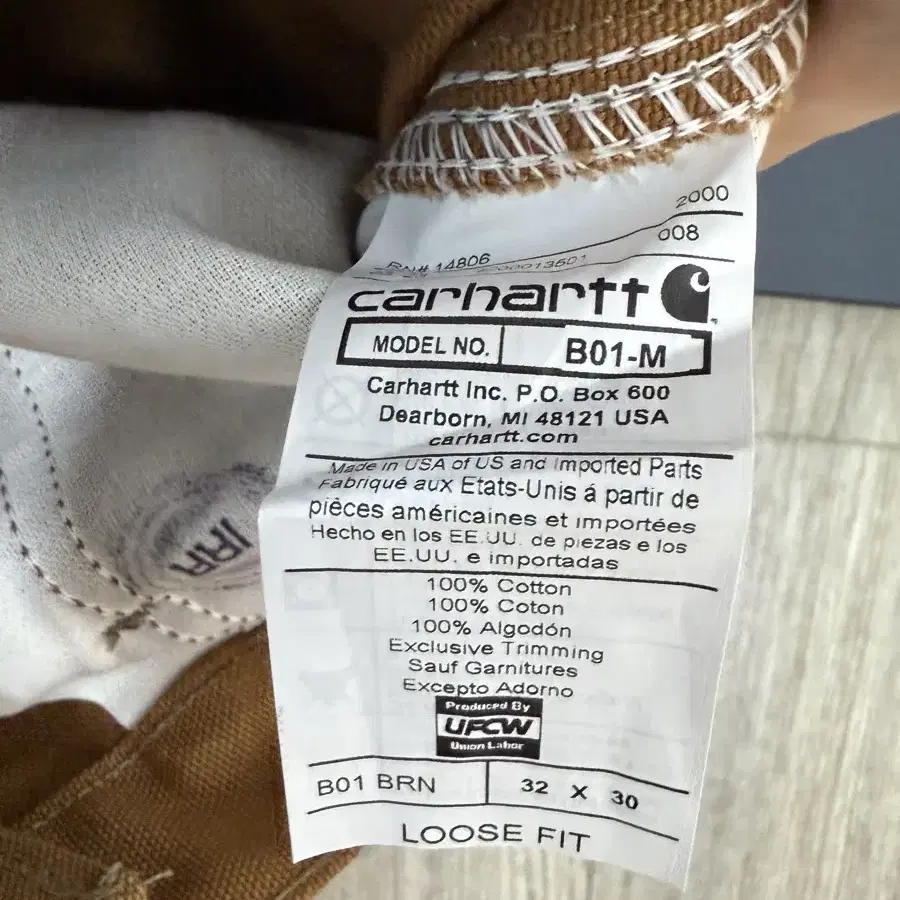 2000
008
RN# 14806
carhartt
MODEL NO. B01-M
Carhartt Inc. P.O. Box 600
Dearborn, MI 48121 USA
carhartt.com
Made in USA of US and Imported Parts
Fabriqué aux Etats-Unis á partir de
pièces américaines et importées
Hecho en los EE.UU. de piezas e los
EE.UU. e importadas
100% Cotton
100% Coton
100% Algodón
Exclusive Trimming
Sauf Garnitures
Excepto Adorno
Produced By
UFCW
Union Labor
B01 BRN 32 X 30
LOOSE FIT